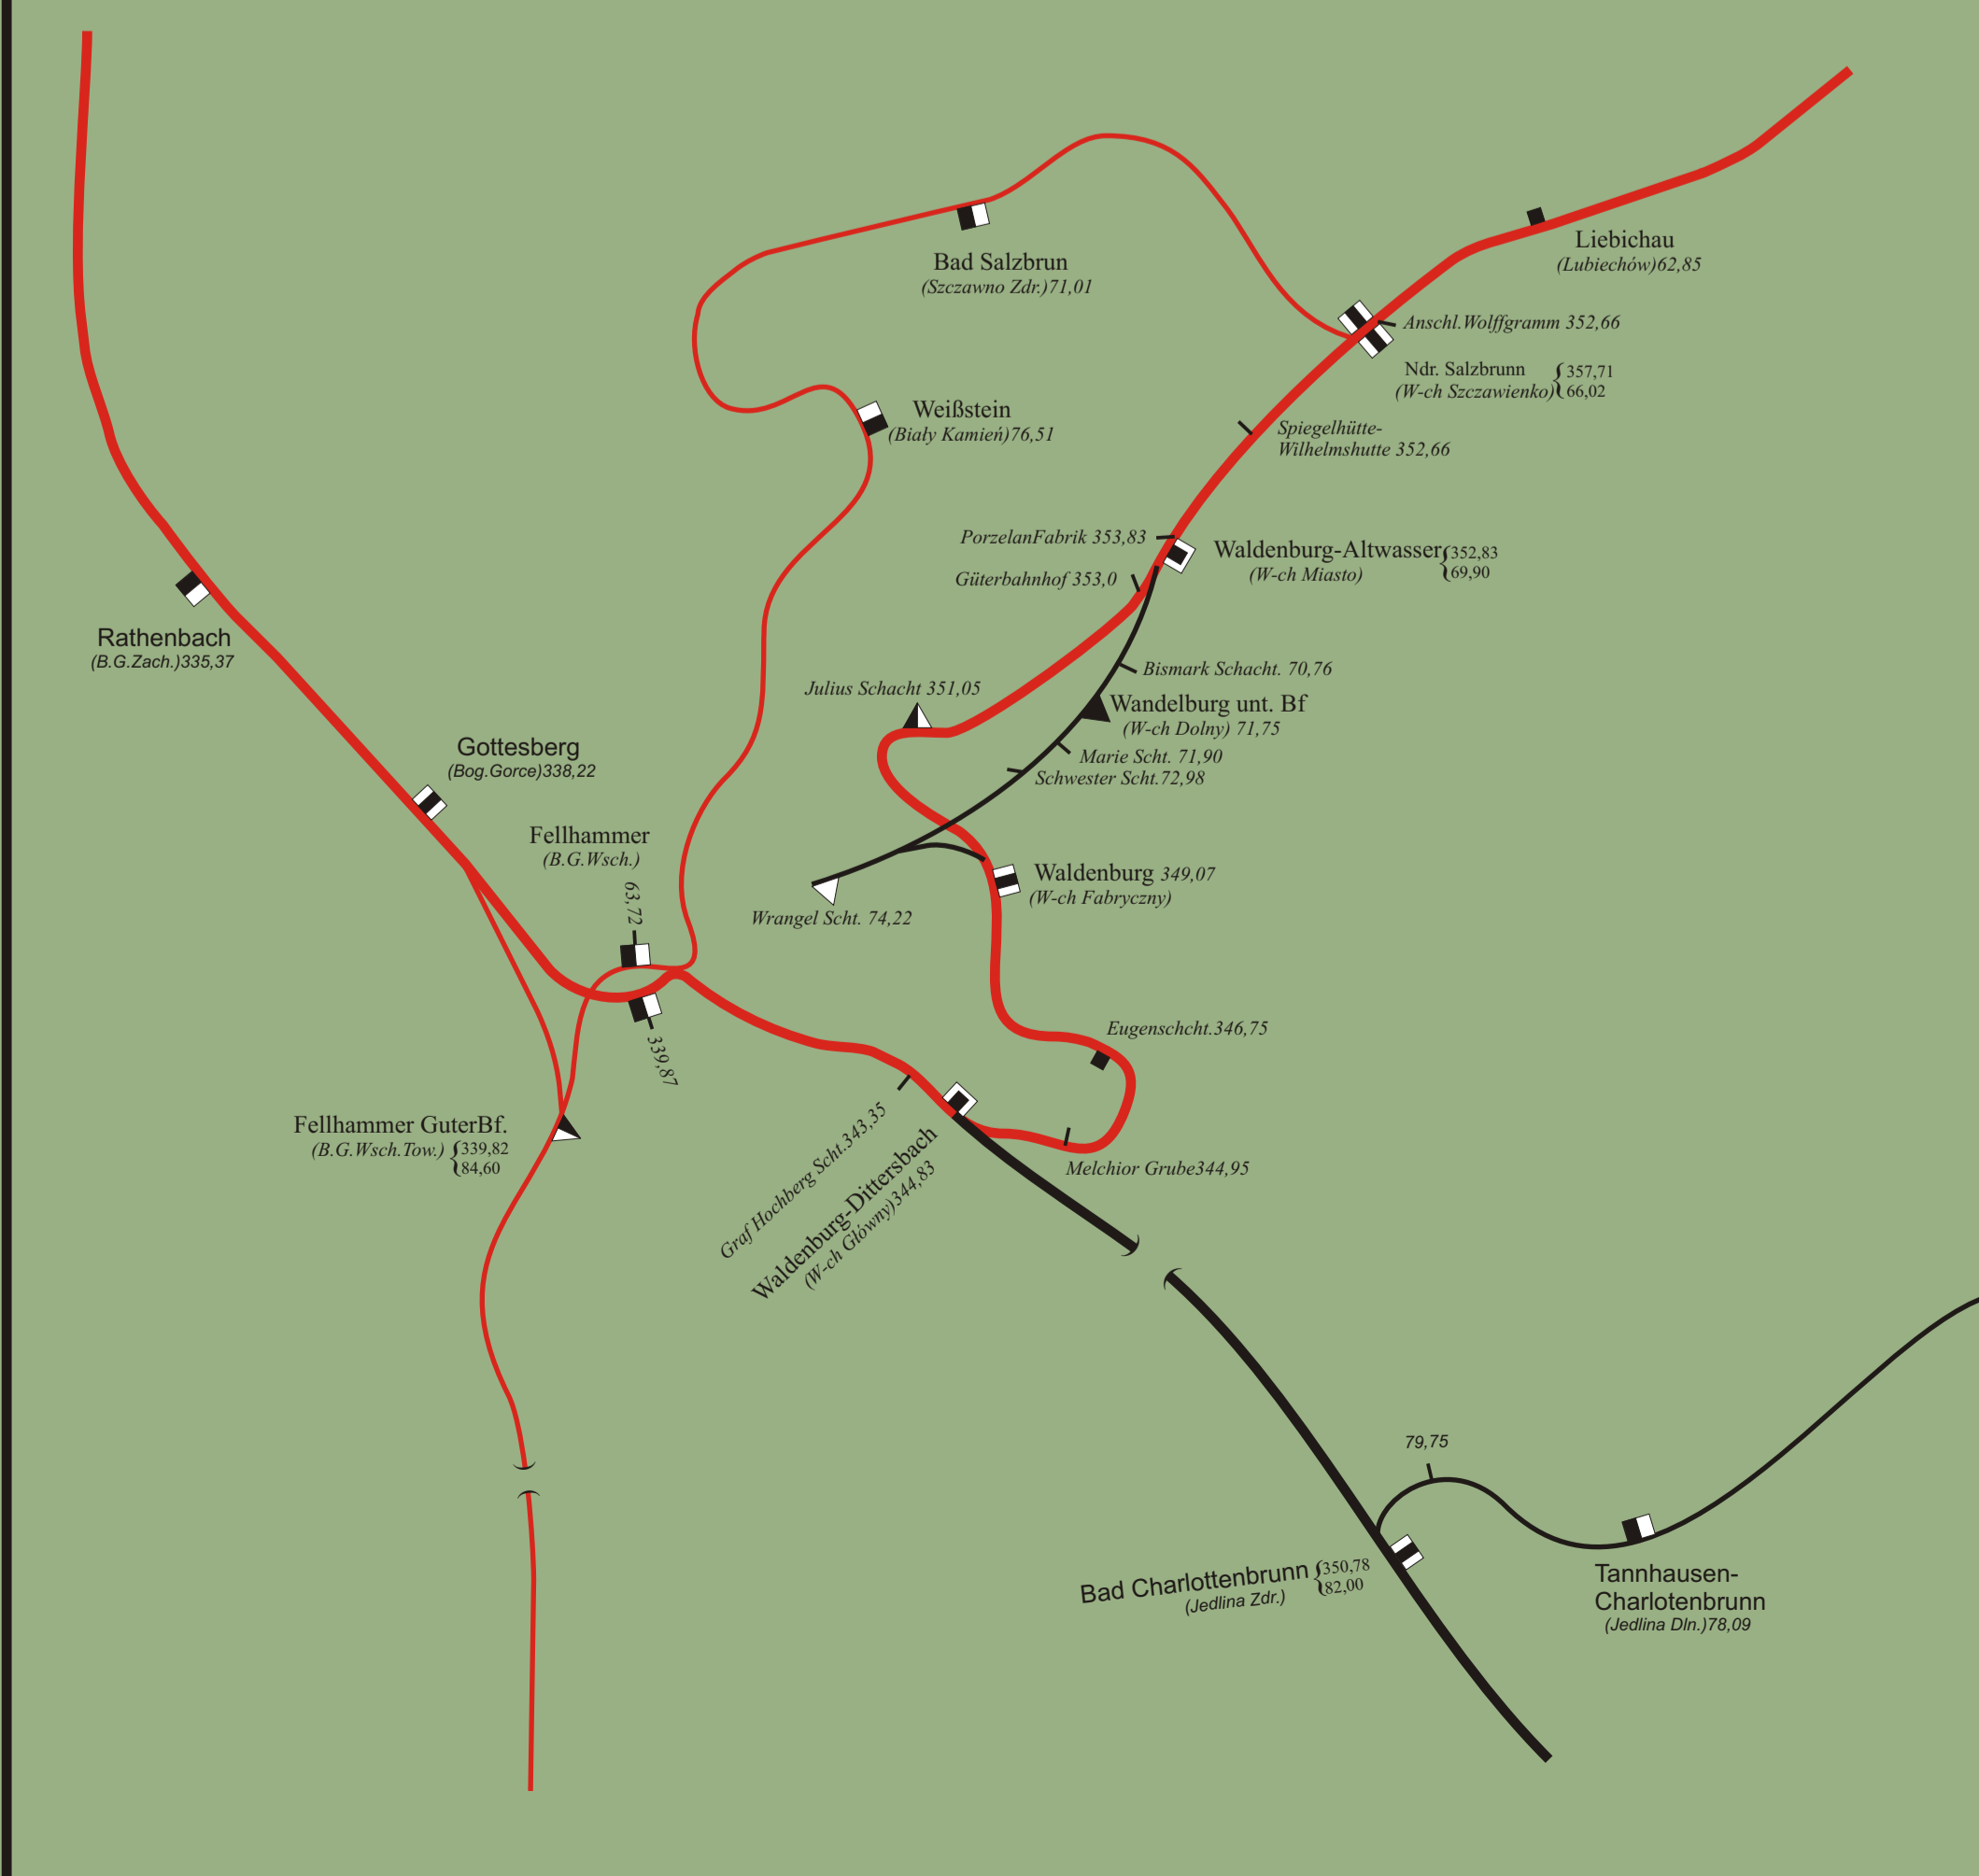 Liebichau
(Lubiechów)62,85
Bad Salzbrun
(Szczawno Zdr.)71,01
Anschl.Wolffgramm 352,66
Ndr. Salzbrunn
(W-ch Szczawienko)
357,71
66,02
Weißstein
(Biały Kamień)76,51
Spiegelhütte-
Wilhelmshutte 352,66
PorzelanFabrik 353,83
Waldenburg-Altwasser
(W-ch Miasto)
352,83
69,90
Güterbahnhof 353,0
Rathenbach
(B.G.Zach.)335,37
Bismark Schacht. 70,76
Julius Schacht 351,05
Wandelburg unt. Bf
(W-ch Dolny) 71,75
Gottesberg
(Bog.Gorce)338,22
Marie Scht. 71,90
Schwester Scht.72,98
Fellhammer
(B.G.Wsch.)
63,72
Waldenburg 349,07
(W-ch Fabryczny)
Wrangel Scht. 74,22
339,87
Eugenschcht.346,75
Fellhammer GuterBf.
(B.G.Wsch.Tow.)
339,82
84,60
Graf Hochberg Scht.343,35
Waldenburg-Dittersbach
(W-ch Główny)344,83
Melchior Grube344,95
79,75
Bad Charlottenbrunn
(Jedlina Zdr.)
350,78
82,00
Tannhausen-
Charlotenbrunn
(Jedlina Dln.)78,09